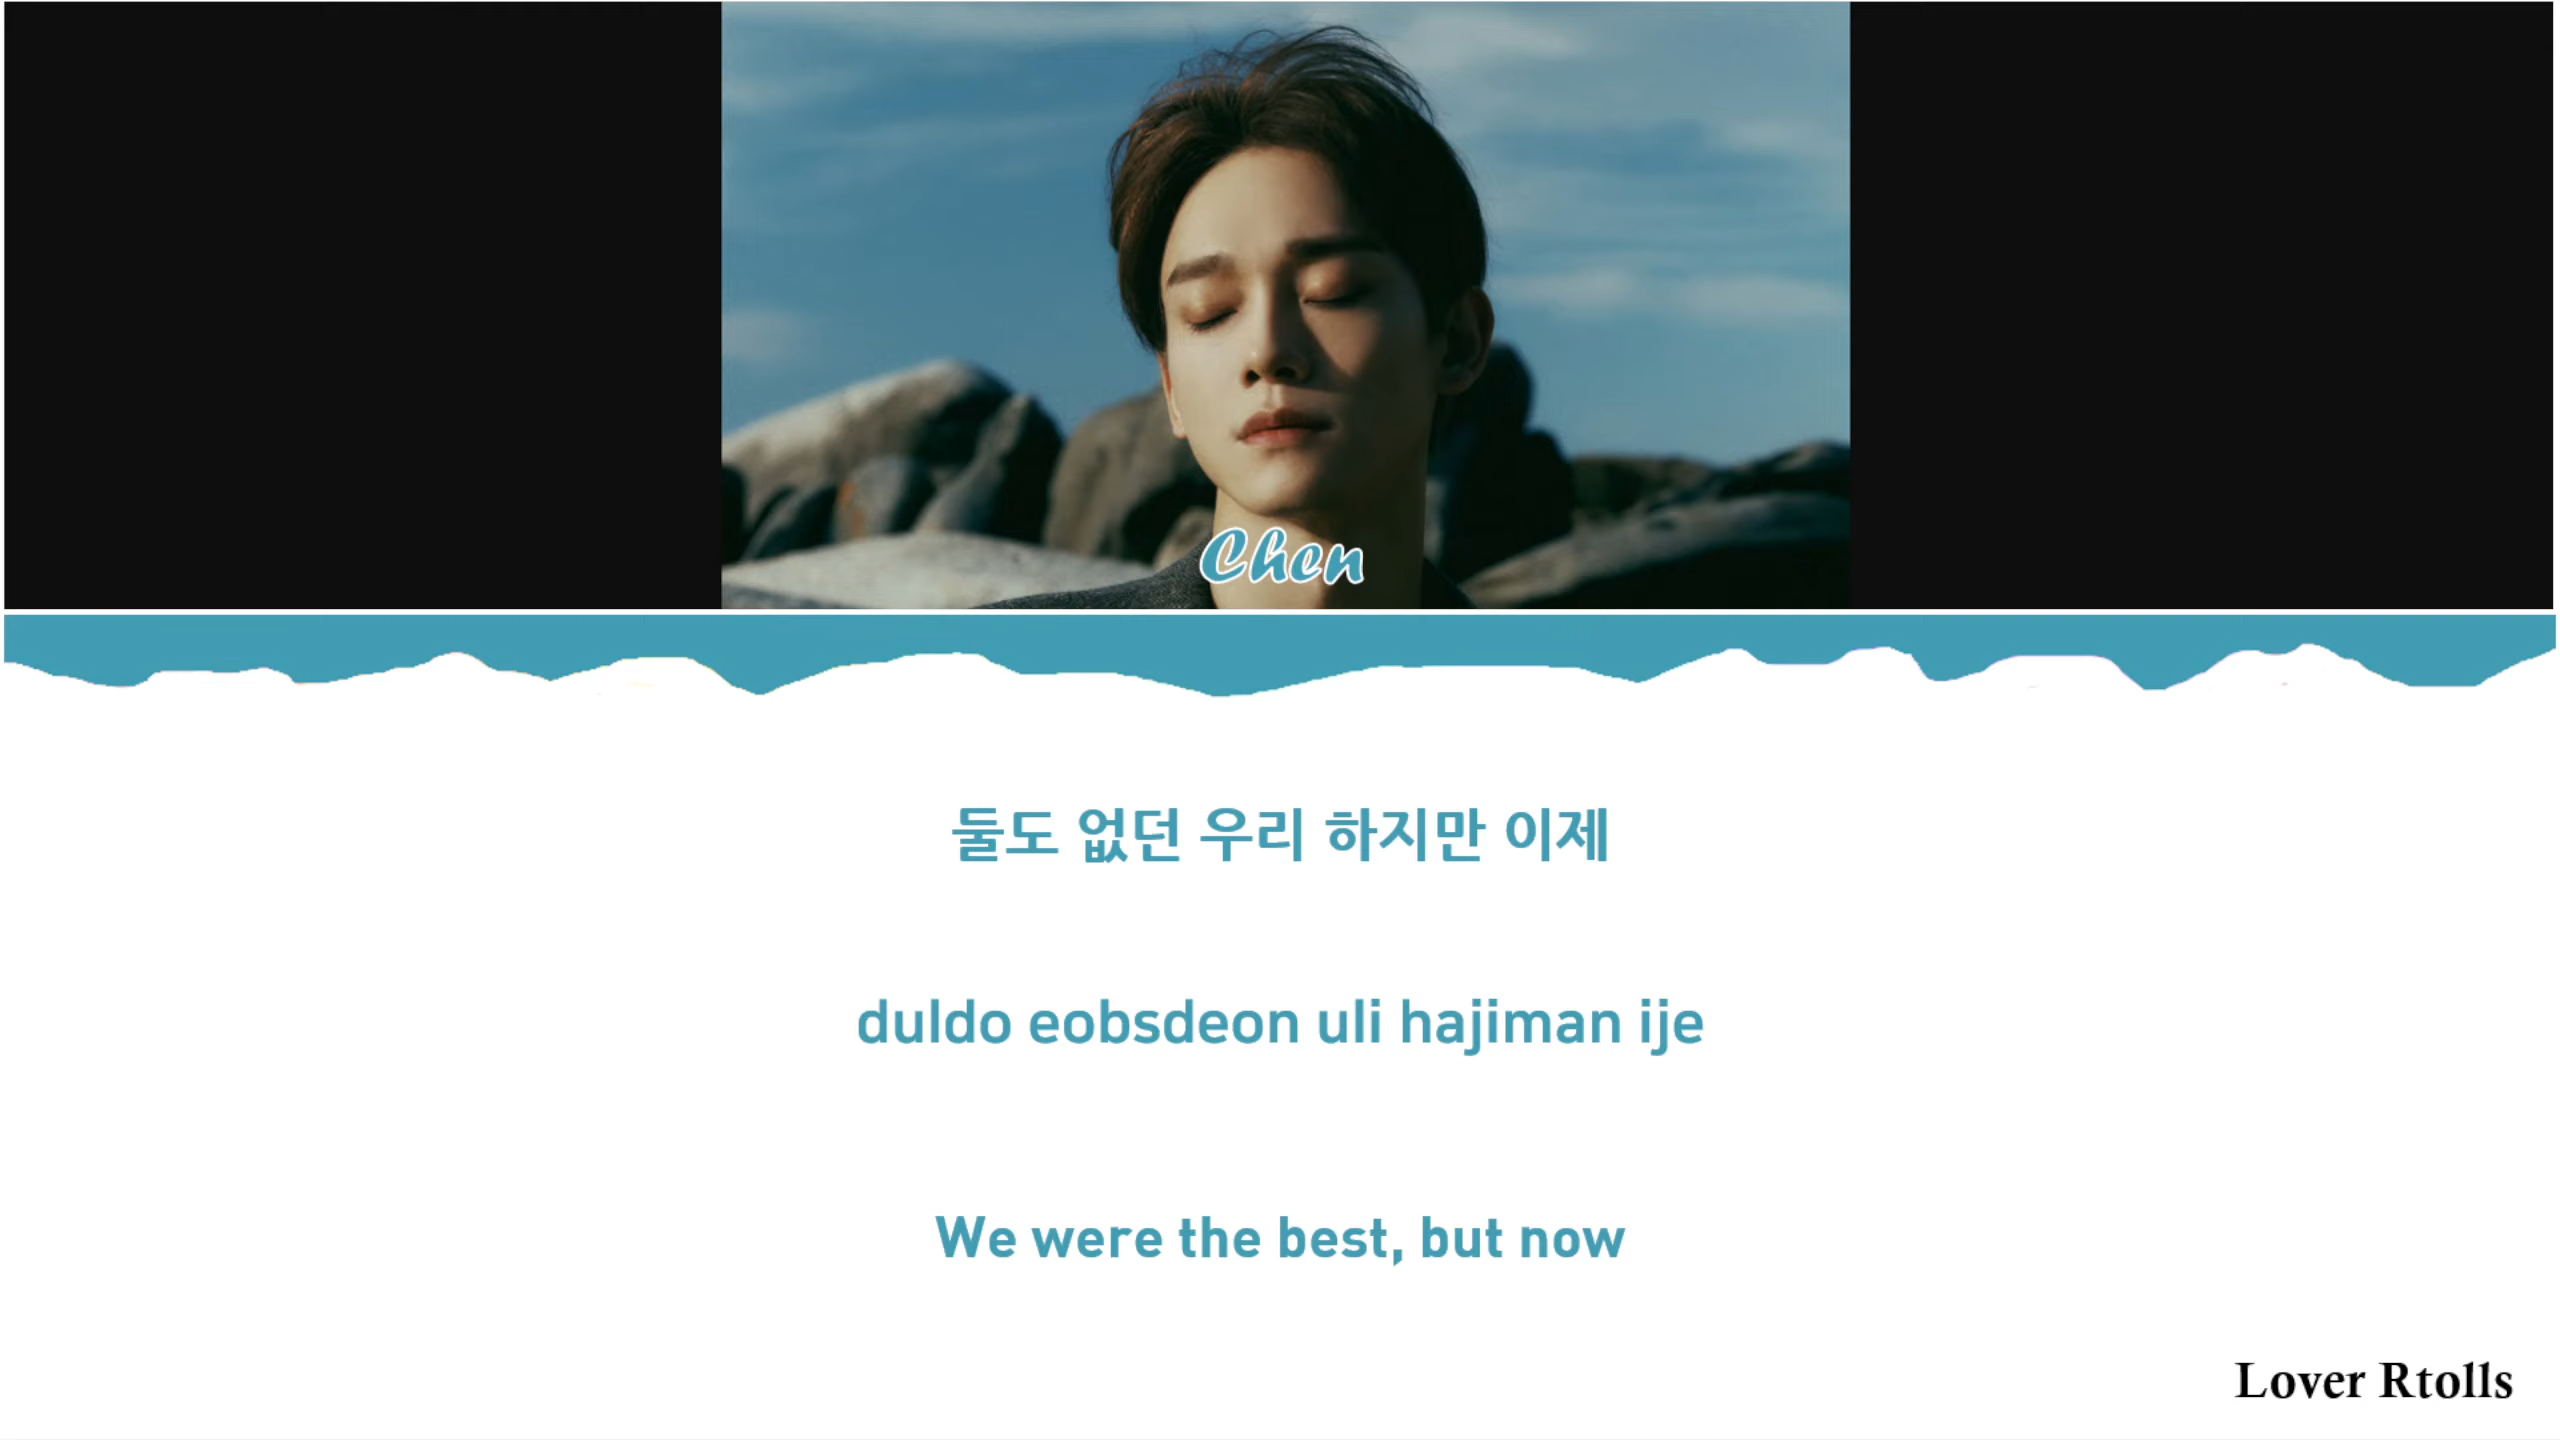 Chen
둘도 없던 우리 하지만 이제
duldo eobsdeon uli hajiman ije
We were the best, but now
Lover Rtolls